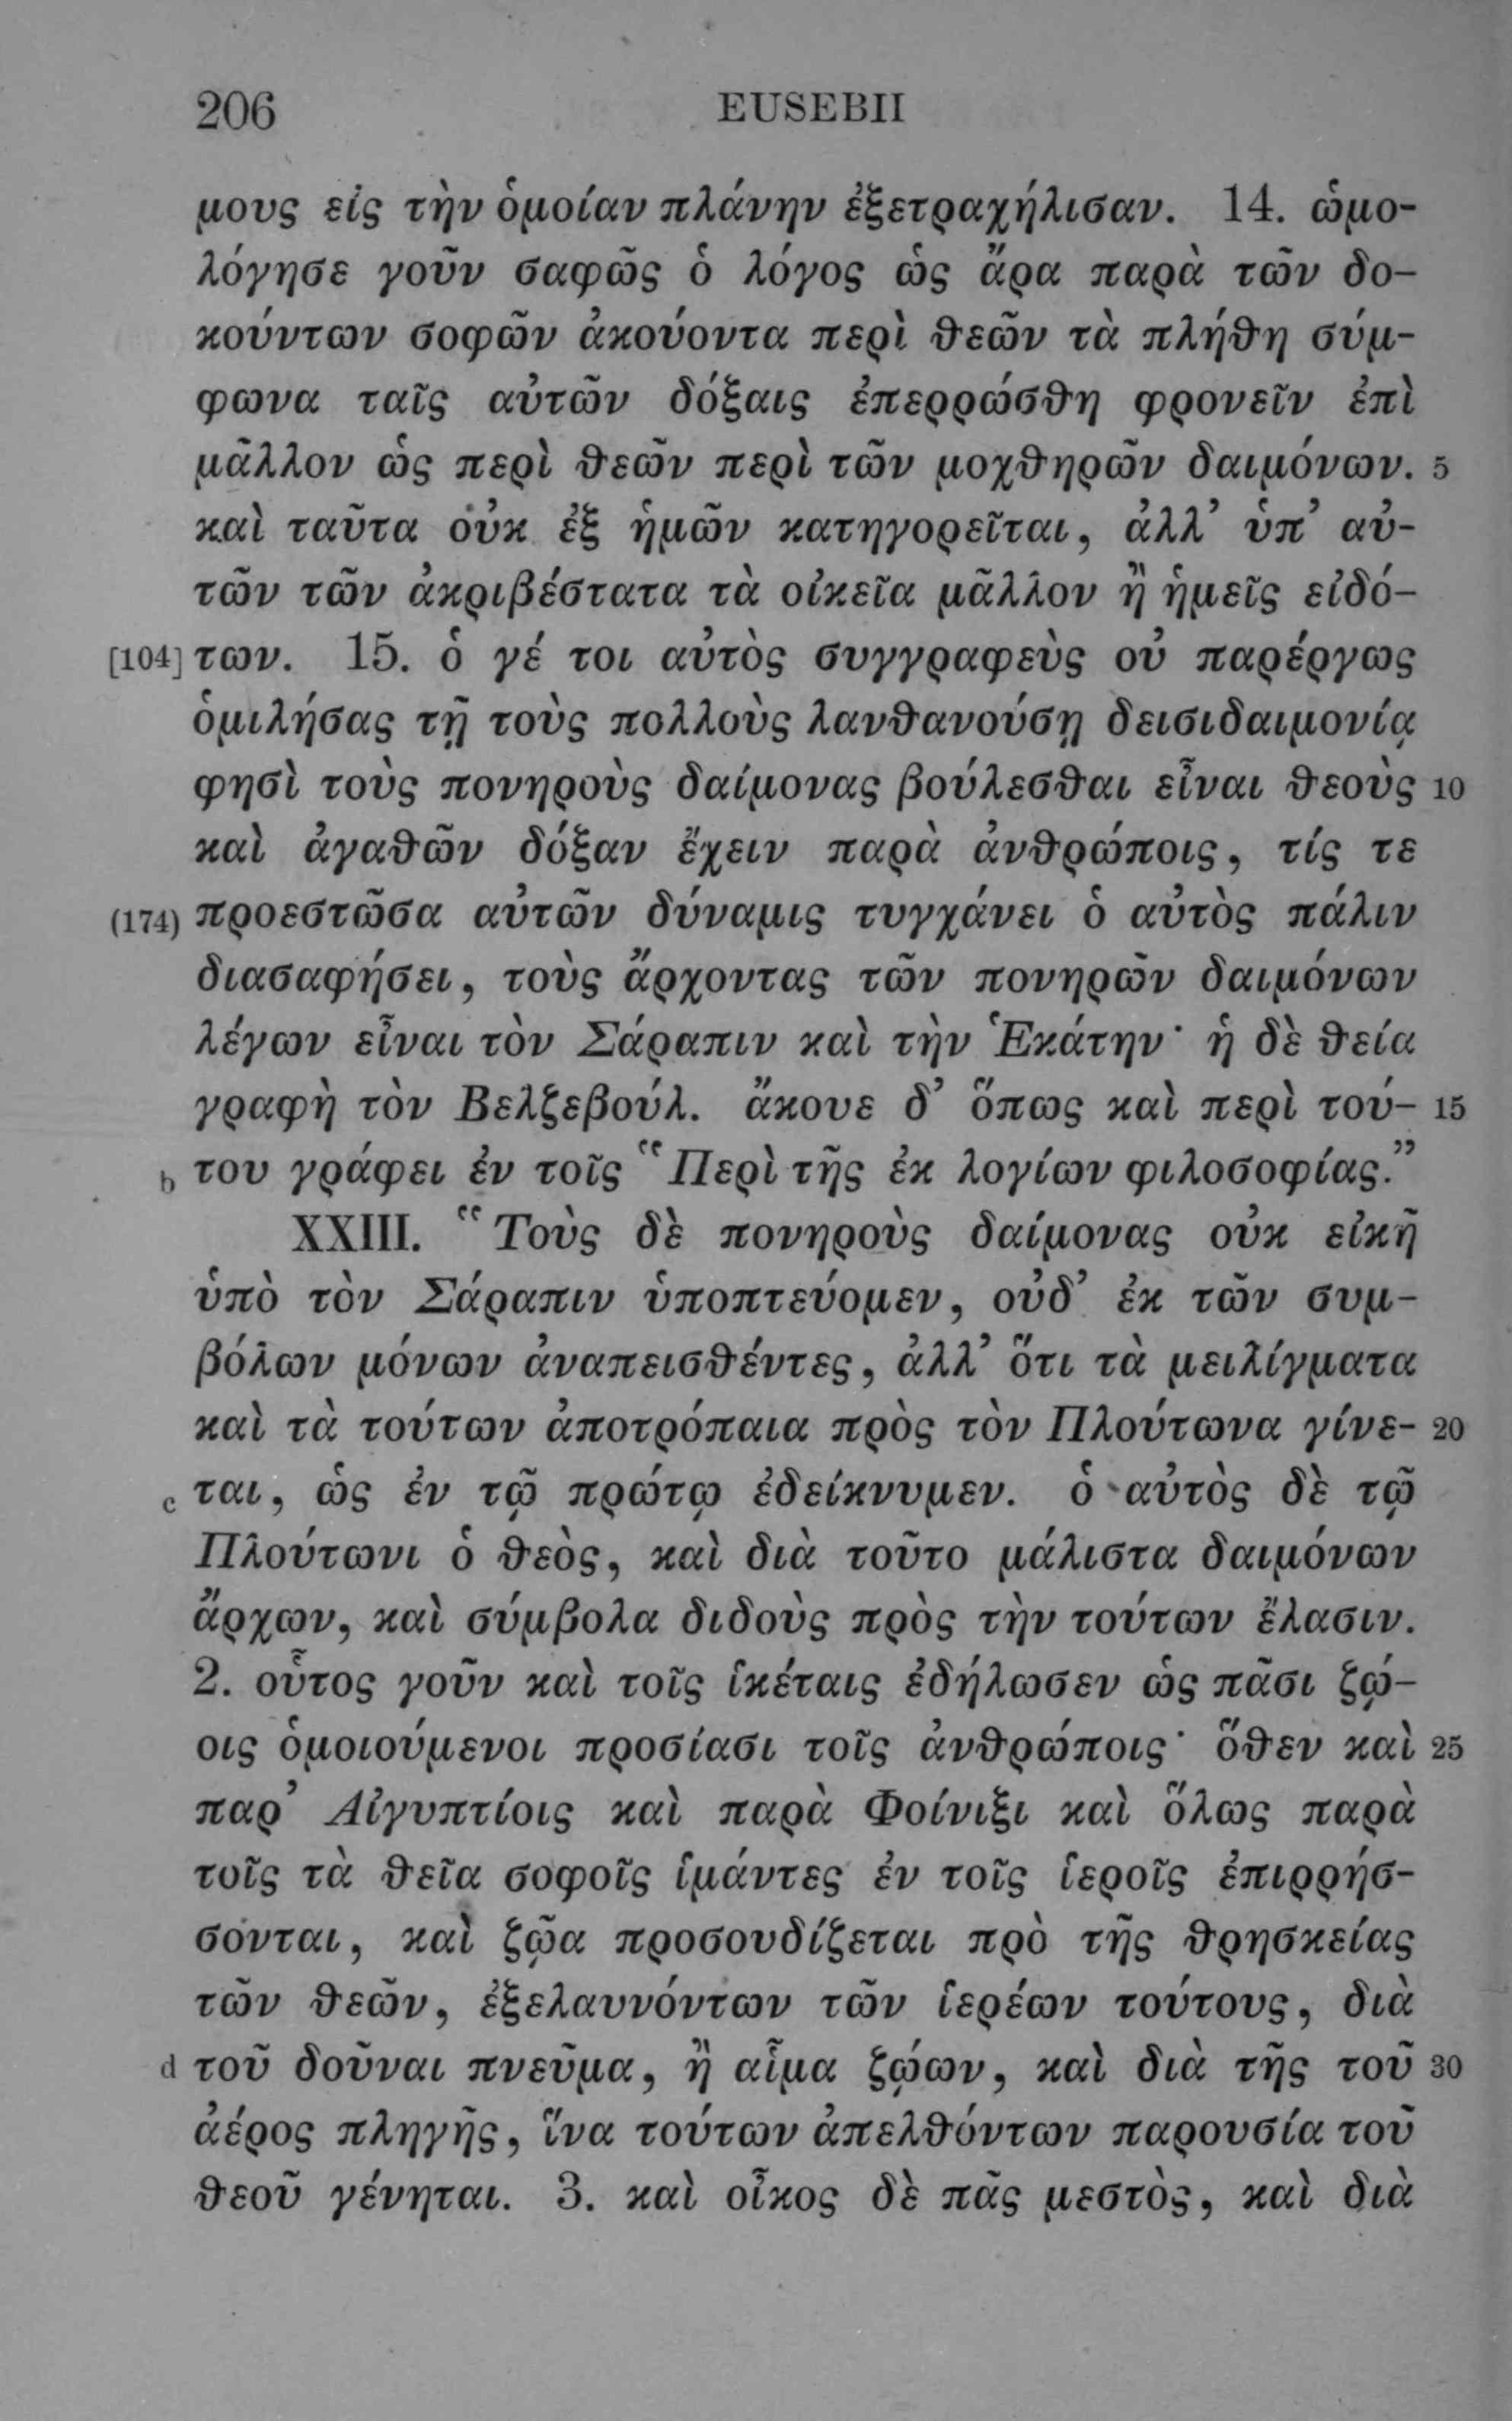 206 EUSEBII
μους εἰς τὴν ὁμοίαν πλάνην ἐξετραχήλισαν. 14. ὡμο-
λόγησε γοῦν σαφῶς ὁ λόγος ὡς ἄρα παρὰ τῶν δο-
κούντων σοφῶν ἀκούοντα περὶ θεῶν τὰ πλήθη σύμ-
φωνα ταῖς αὐτῶν δόξαις ἐπερρώσθη φρονεῖν ἐπὶ
μᾶλλον ὡς περὶ θεῶν περὶ τῶν μοχθηρῶν δαιμόνων. 5
καὶ ταῦτα οὐκ ἐξ ἡμῶν κατηγορεῖται, ἀλλ’ ὑπ’ αὐ-
τῶν τῶν ἀκριβέστατα τὰ οἰκεῖα μᾶλλον ἢ ἡμεῖς εἰδό-
[104] των. 15. ὁ γέ τοι αὐτὸς συγγραφεὺς οὐ παρέργως
ὁμιλήσας τῇ τοὺς πολλοὺς λανθανούσῃ δεισιδαιμονίᾳ
φησὶ τοὺς πονηροὺς δαίμονας βούλεσθαι εἶναι θεοὺς 10
καὶ ἀγαθῶν δόξαν ἔχειν παρὰ ἀνθρώποις, τίς τε
(174) προεστῶσα αὐτῶν δύναμις τυγχάνει ὁ αὐτὸς πάλιν
διασαφήσει, τοὺς ἄρχοντας τῶν πονηρῶν δαιμόνων
λέγων εἶναι τὸν Σάραπιν καὶ τὴν Ἑκάτην· ἡ δὲ θεία
γραφὴ τὸν Βελζεβούλ. ἄκουε δ’ ὅπως καὶ περὶ τού- 15
b του γράφει ἐν τοῖς “Περὶ τῆς ἐκ λογίων φιλοσοφίας.”
XXIII. “Τοὺς δὲ πονηροὺς δαίμονας οὐκ εἰκῆ
ὑπὸ τὸν Σάραπιν ὑποπτεύομεν, οὐδ’ ἐκ τῶν συμ-
βόλων μόνων ἀναπεισθέντες, ἀλλ’ ὅτι τὰ μειλίγματα
καὶ τὰ τούτων ἀποτρόπαια πρὸς τὸν Πλούτωνα γίνε- 20
c ται, ὡς ἐν τῷ πρώτῳ ἐδείκνυμεν. ὁ αὐτὸς δὲ τῷ
Πλούτωνι ὁ θεὸς, καὶ διὰ τοῦτο μάλιστα δαιμόνων
ἄρχων, καὶ σύμβολα διδοὺς πρὸς τὴν τούτων ἔλασιν.
2. οὗτος γοῦν καὶ τοῖς ἱκέταις ἐδήλωσεν ὡς πᾶσι ζῴ-
οις ὁμοιούμενοι προσίασι τοῖς ἀνθρώποις· ὅθεν καὶ 25
παρ’ Αἰγυπτίοις καὶ παρὰ Φοίνιξι καὶ ὅλως παρὰ
τοῖς τὰ θεῖα σοφοῖς ἱμάντες ἐν τοῖς ἱεροῖς ἐπιρρήσ-
σονται, καὶ ζῷα προσουδίζεται πρὸ τῆς θρησκείας
τῶν θεῶν, ἐξελαυνόντων τῶν ἱερέων τούτους, διὰ
d τοῦ δοῦναι πνεῦμα, ἢ αἷμα ζῴων, καὶ διὰ τῆς τοῦ 30
ἀέρος πληγῆς, ἵνα τούτων ἀπελθόντων παρουσία τοῦ
θεοῦ γένηται. 3. καὶ οἶκος δὲ πᾶς μεστὸς, καὶ διὰ